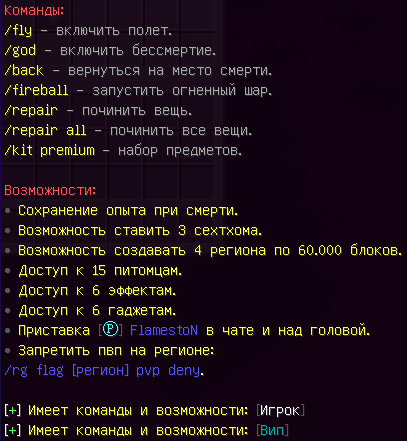 Команды:
/fly - включить полет.
/god - включить бессмертие.
/back - вернуться на место смерти.
/fireball - запустить огненный шар.
/repair - починить вещь.
/repair all - починить все вещи.
/kit premium - набор предметов.
Возможности:
• Сохранение опыта при смерти.
• Возможность ставить 3 сехтхома.
• Возможность создавать 4 региона по 60.000 блоков.
• Доступ к 15 питомцам.
• Доступ к 6 эффектам.
• Доступ к 6 гаджетам.
• Приставка [Ⓟ] FlamestoN в чате и над головой.
• Запретить пвп на регионе:
/rg flag [регион] pvp deny.
[+] Имеет команды и возможности: [Игрок]
[+] Имеет команды и возможности: [Вип]